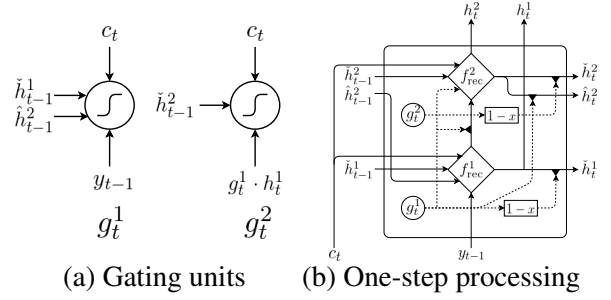 c_t
ȟ^1_{t-1}
ĥ^2_{t-1}
y_{t-1}
g^1_t
c_t
ȟ^2_{t-1}
g^1_t · h^1_t
g^2_t
(a) Gating units
h^2_t h^1_t
ȟ^2_{t-1}
ĥ^2_{t-1}
f^2_rec
ȟ^2_t
ĥ^2_t
g^2_t
1 − x
ȟ^1_{t-1}
f^1_rec
ȟ^1_t
g^1_t
1 − x
c_t
y_{t-1}
(b) One-step processing